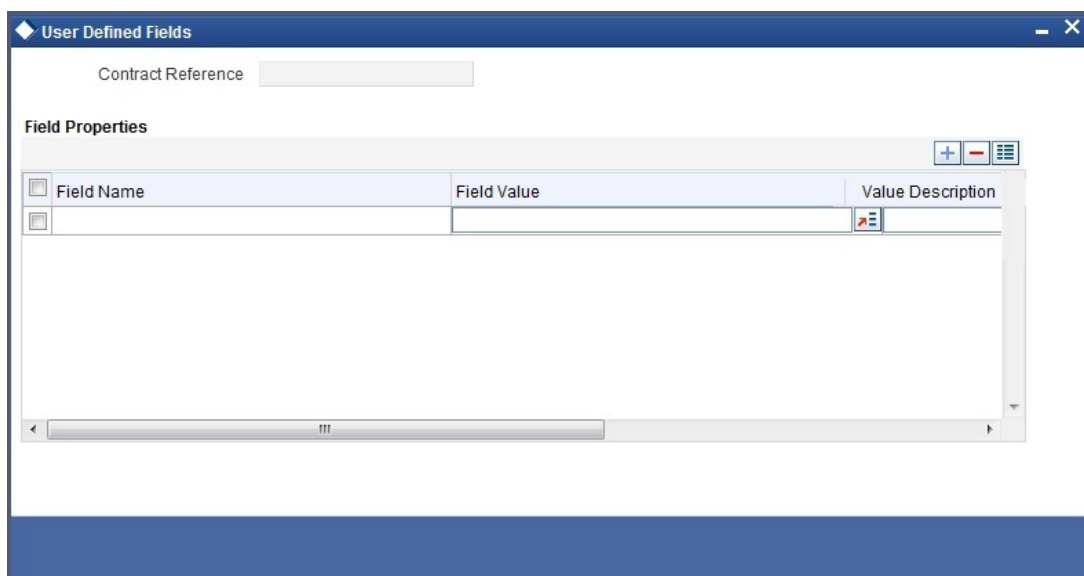 User Defined Fields
Contract Reference
Field Properties
Field Name Field Value Value Description